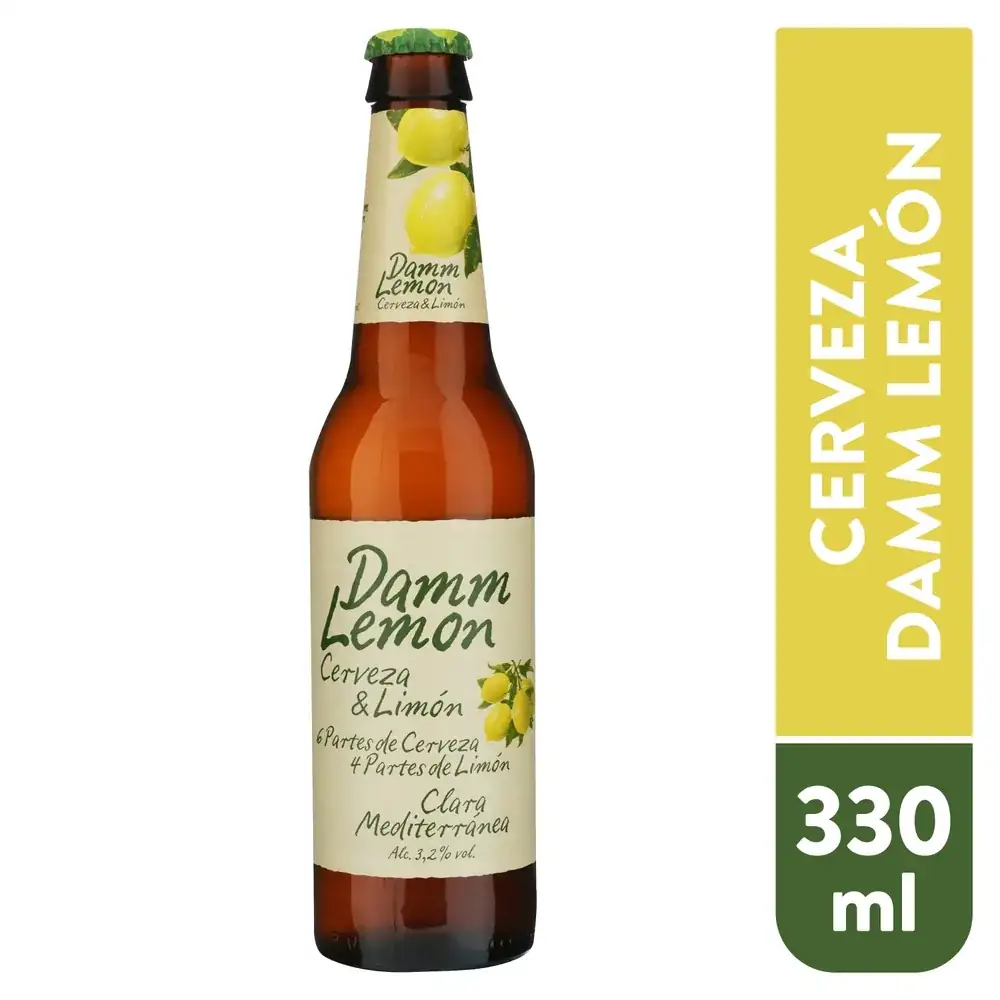 Damm
Lemon
Cerveza & Limón
Damm
Lemon
Cerveza
& Limón
6 Partes de Cerveza
4 Partes de Limón
Clara
Mediterránea
Alc. 3,2% vol.
CERVEZA
DAMM LEMÓN
330
ml